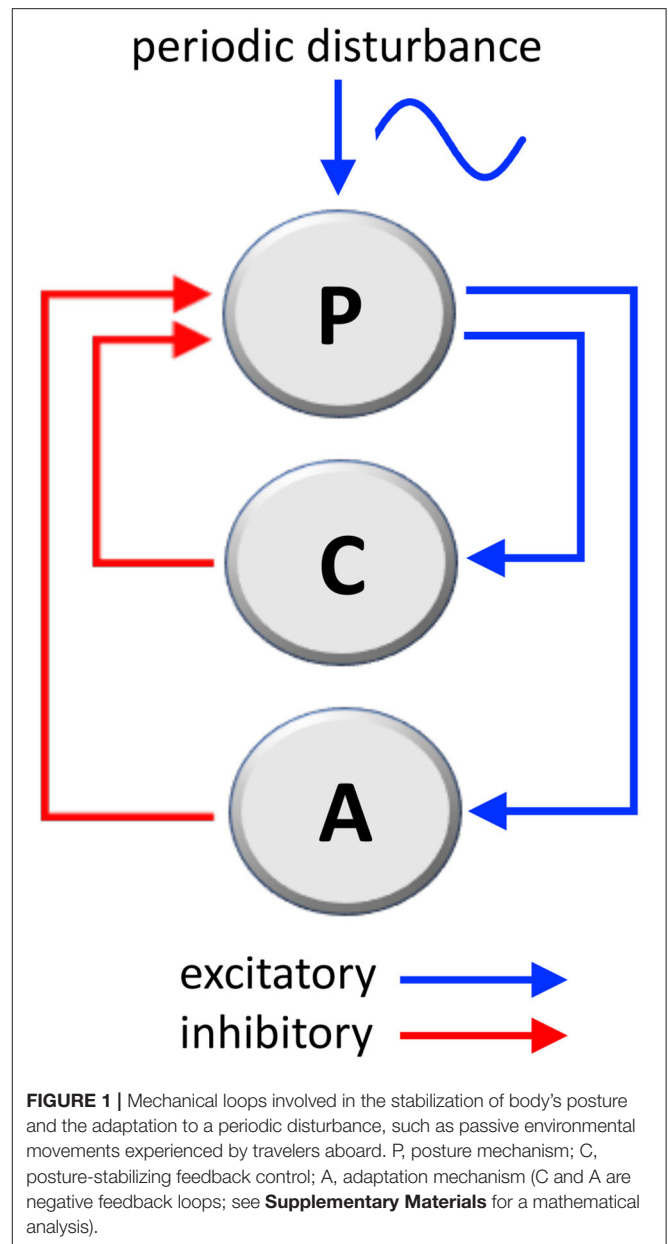 periodic disturbance
P
C
A
excitatory
inhibitory
FIGURE 1 | Mechanical loops involved in the stabilization of body's posture
and the adaptation to a periodic disturbance, such as passive environmental
movements experienced by travelers aboard. P, posture mechanism; C,
posture-stabilizing feedback control; A, adaptation mechanism (C and A are
negative feedback loops; see Supplementary Materials for a mathematical
analysis).